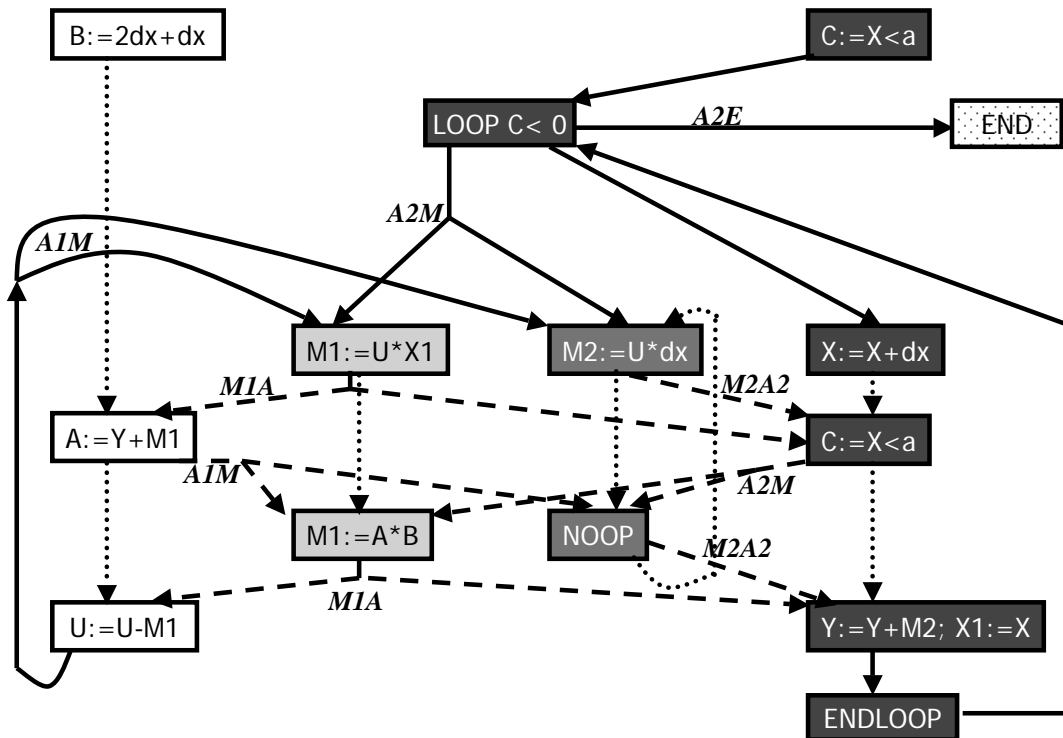 B:=2dx+dx
C:=X<a
LOOP C< 0
A2E
END
A2M
A1M
M1:=U*X1
M2:=U*dx
X:=X+dx
M1A
M2A2
A:=Y+M1
C:=X<a
A1M
A2M
M1:=A*B
NOOP
M2A2
M1A
U:=U-M1
Y:=Y+M2; X1:=X
ENDLOOP